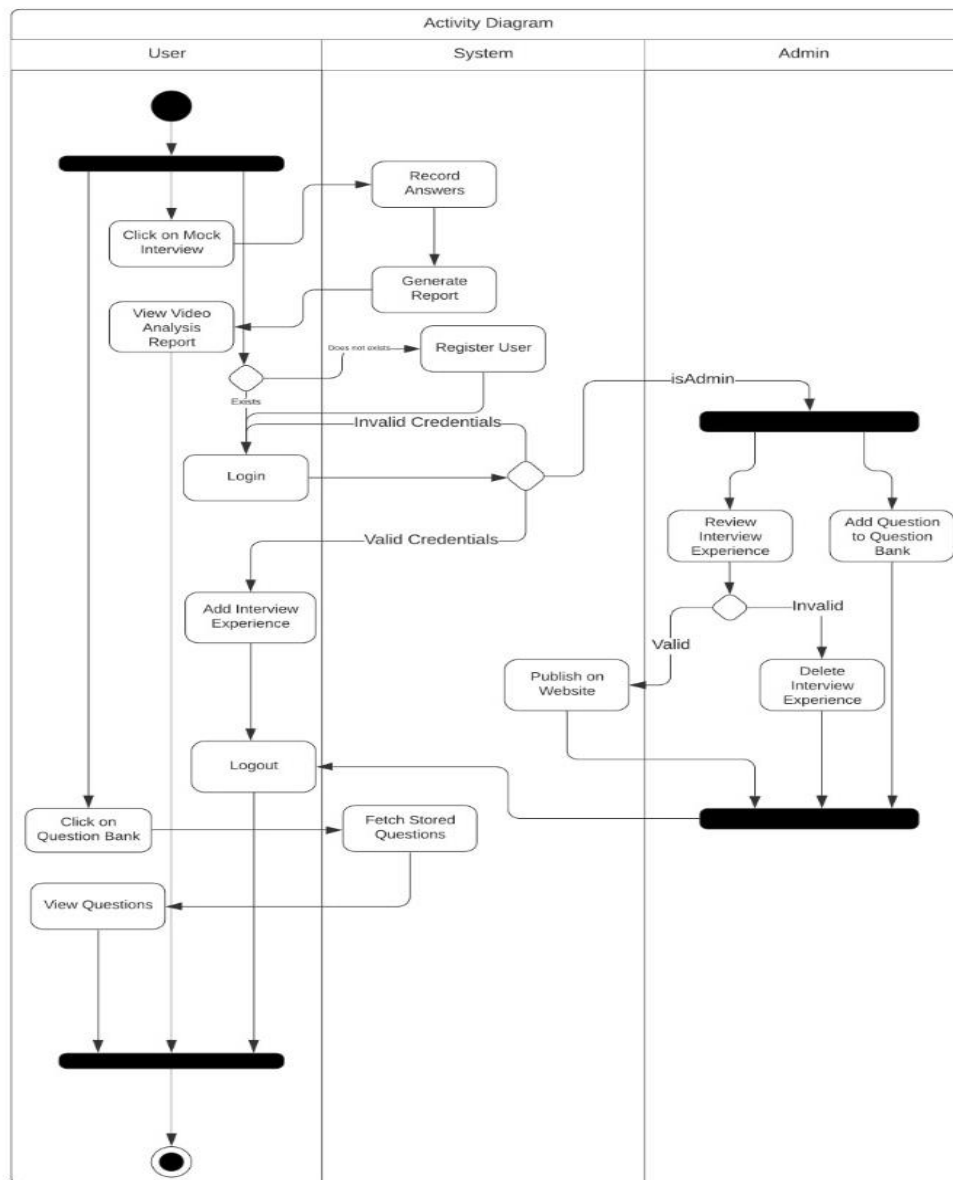 Activity Diagram
User
System
Admin
Record
Answers
Click on Mock
Interview
Generate
Report
View Video
Analysis
Report
Does not exists
Register User
isAdmin
Exists
Invalid Credentials
Login
Review
Interview
Experience
Add Question
to Question
Bank
Valid Credentials
Add Interview
Experience
Invalid
Valid
Publish on
Website
Delete
Interview
Experience
Logout
Click on
Question Bank
Fetch Stored
Questions
View Questions